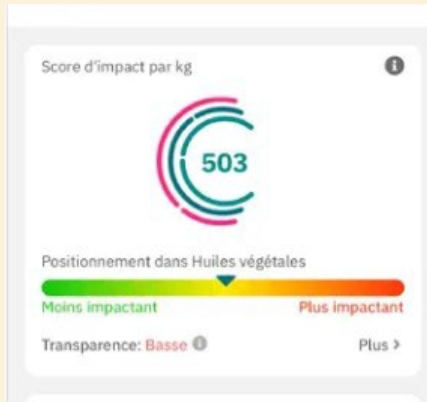 Score d'impact par kg
503
Positionnement dans Huiles végétales
Moins impactant Plus impactant
Transparence: Basse
Plus >